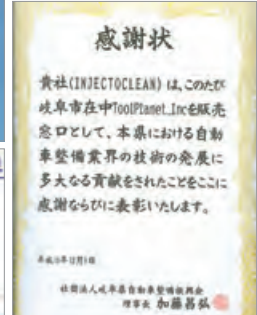 感謝状
貴社(INJECTOCLEAN)は、このたび
岐阜市在中ToolPlanet.Incを販売
窓口として、本県における自動
車整備業界の技術の発展に
多大なる貢献をされたことをここに
感謝ならびに表彰いたします。
社団法人岐阜県自動車整備振興会
理事長 加藤昌弘